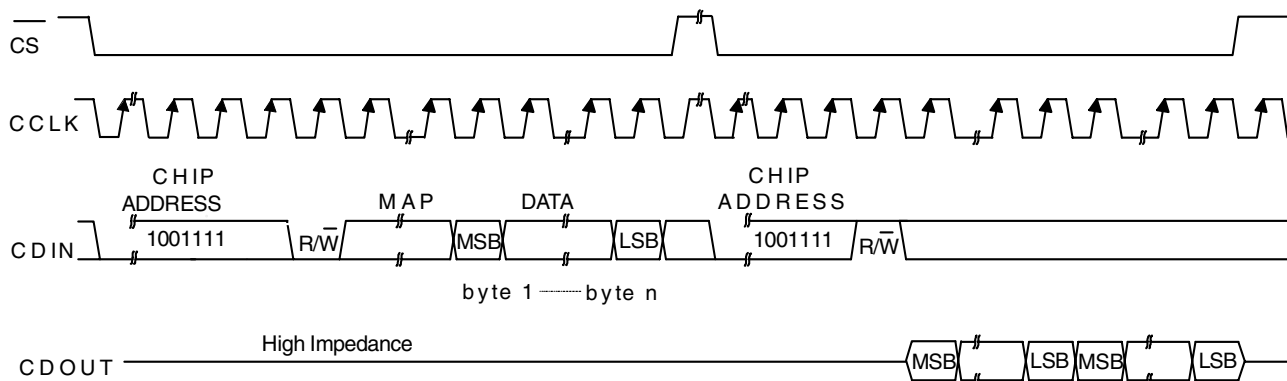 CS
CCLK
CHIP ADDRESS MAP DATA CHIP ADDRESS
CDIN 1001111 R/W MSB LSB 1001111 R/W
byte 1 byte n
High Impedance
CDOUT MSB LSB MSB LSB